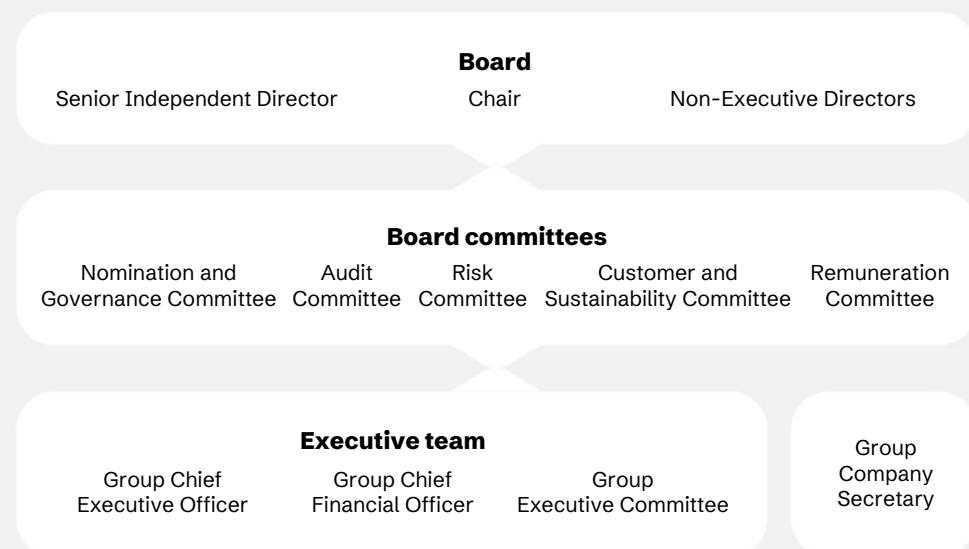 Board
Senior Independent Director
Chair
Non-Executive Directors
Board committees
Nomination and
Governance Committee
Audit
Committee
Risk
Committee
Customer and
Sustainability Committee
Remuneration
Committee
Executive team
Group Chief
Executive Officer
Group Chief
Financial Officer
Group
Executive Committee
Group
Company
Secretary